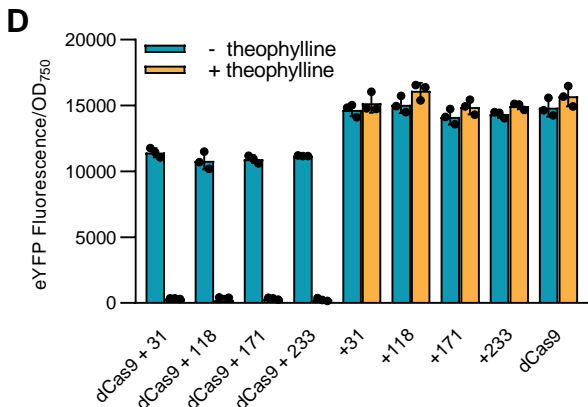 D
- theophylline
+ theophylline
eYFP Fluorescence/OD750
20000
15000
10000
5000
0
dCas9 + 31
dCas9 + 118
dCas9 + 171
dCas9 + 233
+31
+118
+171
+233
dCas9